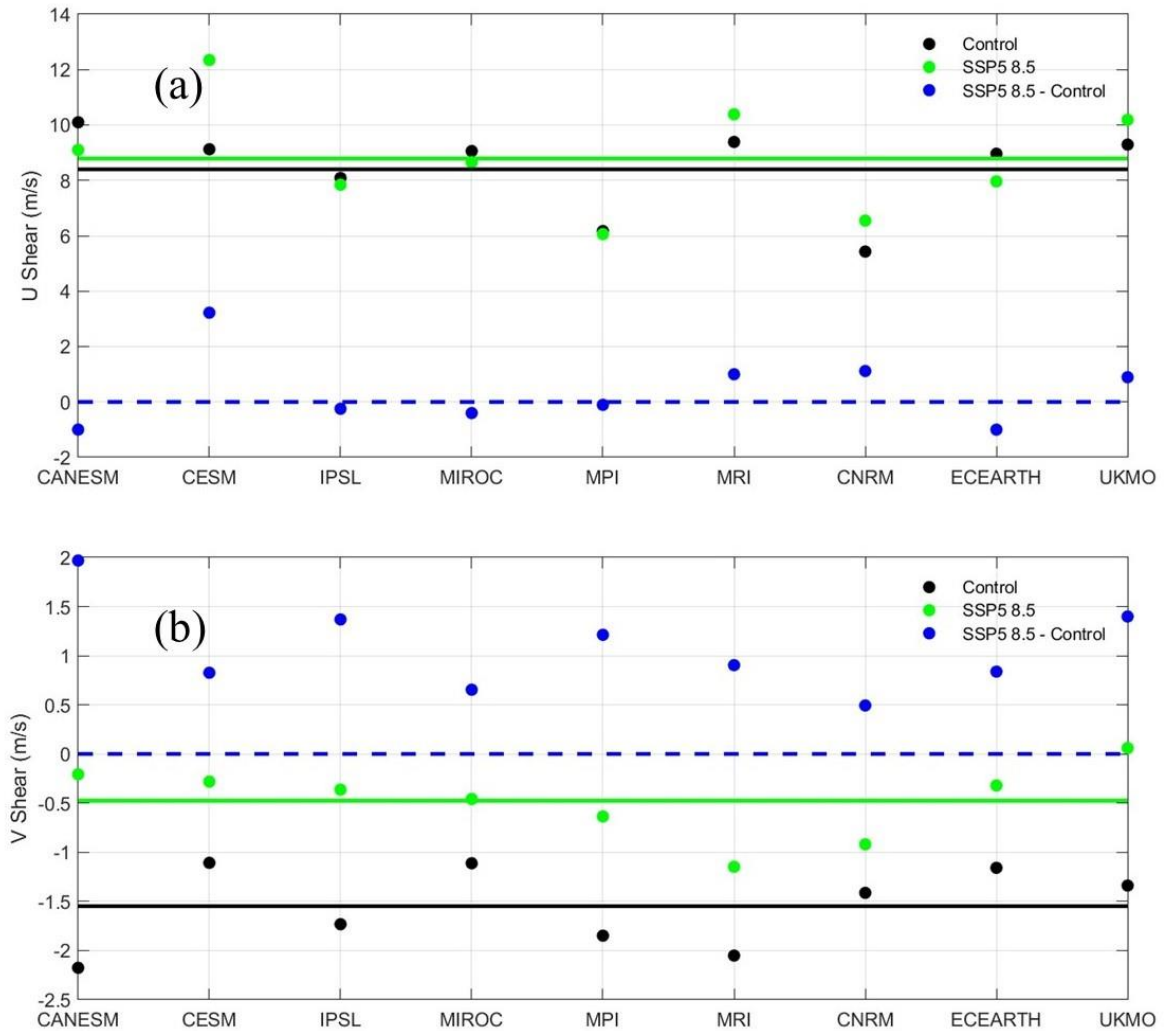 14
12
10
8
6
4
2
0
-2
U Shear (m/s)
(a)
Control
SSP5 8.5
SSP5 8.5 - Control
CANESM CESM IPSL MIROC MPI MRI CNRM ECEARTH UKMO
2
1.5
1
0.5
0
-0.5
-1
-1.5
-2
-2.5
V Shear (m/s)
(b)
Control
SSP5 8.5
SSP5 8.5 - Control
CANESM CESM IPSL MIROC MPI MRI CNRM ECEARTH UKMO